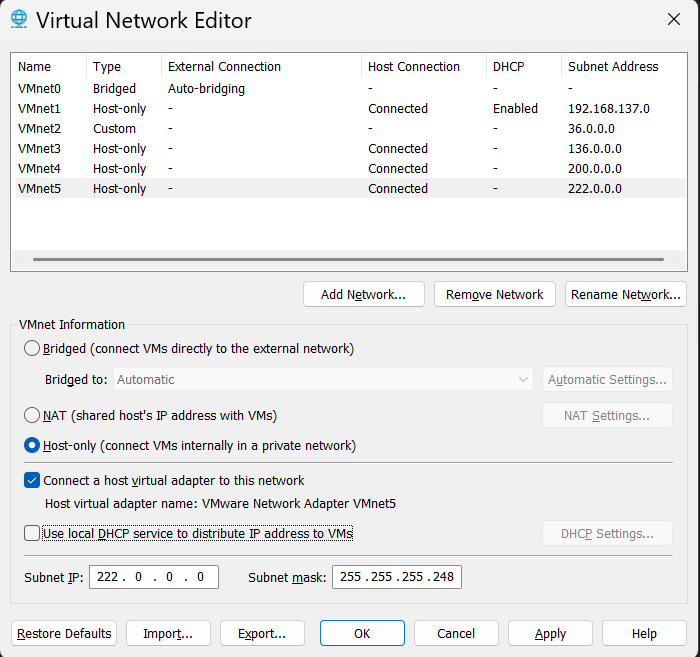 Virtual Network Editor
Name Type External Connection Host Connection DHCP Subnet Address
VMnet0 Bridged Auto-bridging - - -
VMnet1 Host-only - Connected Enabled 192.168.137.0
VMnet2 Custom - - - 36.0.0.0
VMnet3 Host-only - Connected - 136.0.0.0
VMnet4 Host-only - Connected - 200.0.0.0
VMnet5 Host-only - Connected - 222.0.0.0
Add Network... Remove Network Rename Network...
VMnet Information
Bridged (connect VMs directly to the external network)
Bridged to: Automatic Automatic Settings...
NAT (shared host's IP address with VMs) NAT Settings...
Host-only (connect VMs internally in a private network)
Connect a host virtual adapter to this network
Host virtual adapter name: VMware Network Adapter VMnet5
Use local DHCP service to distribute IP address to VMs DHCP Settings...
Subnet IP: 222 . 0 . 0 . 0 Subnet mask: 255 . 255 . 255 . 248
Restore Defaults Import... Export... OK Cancel Apply Help